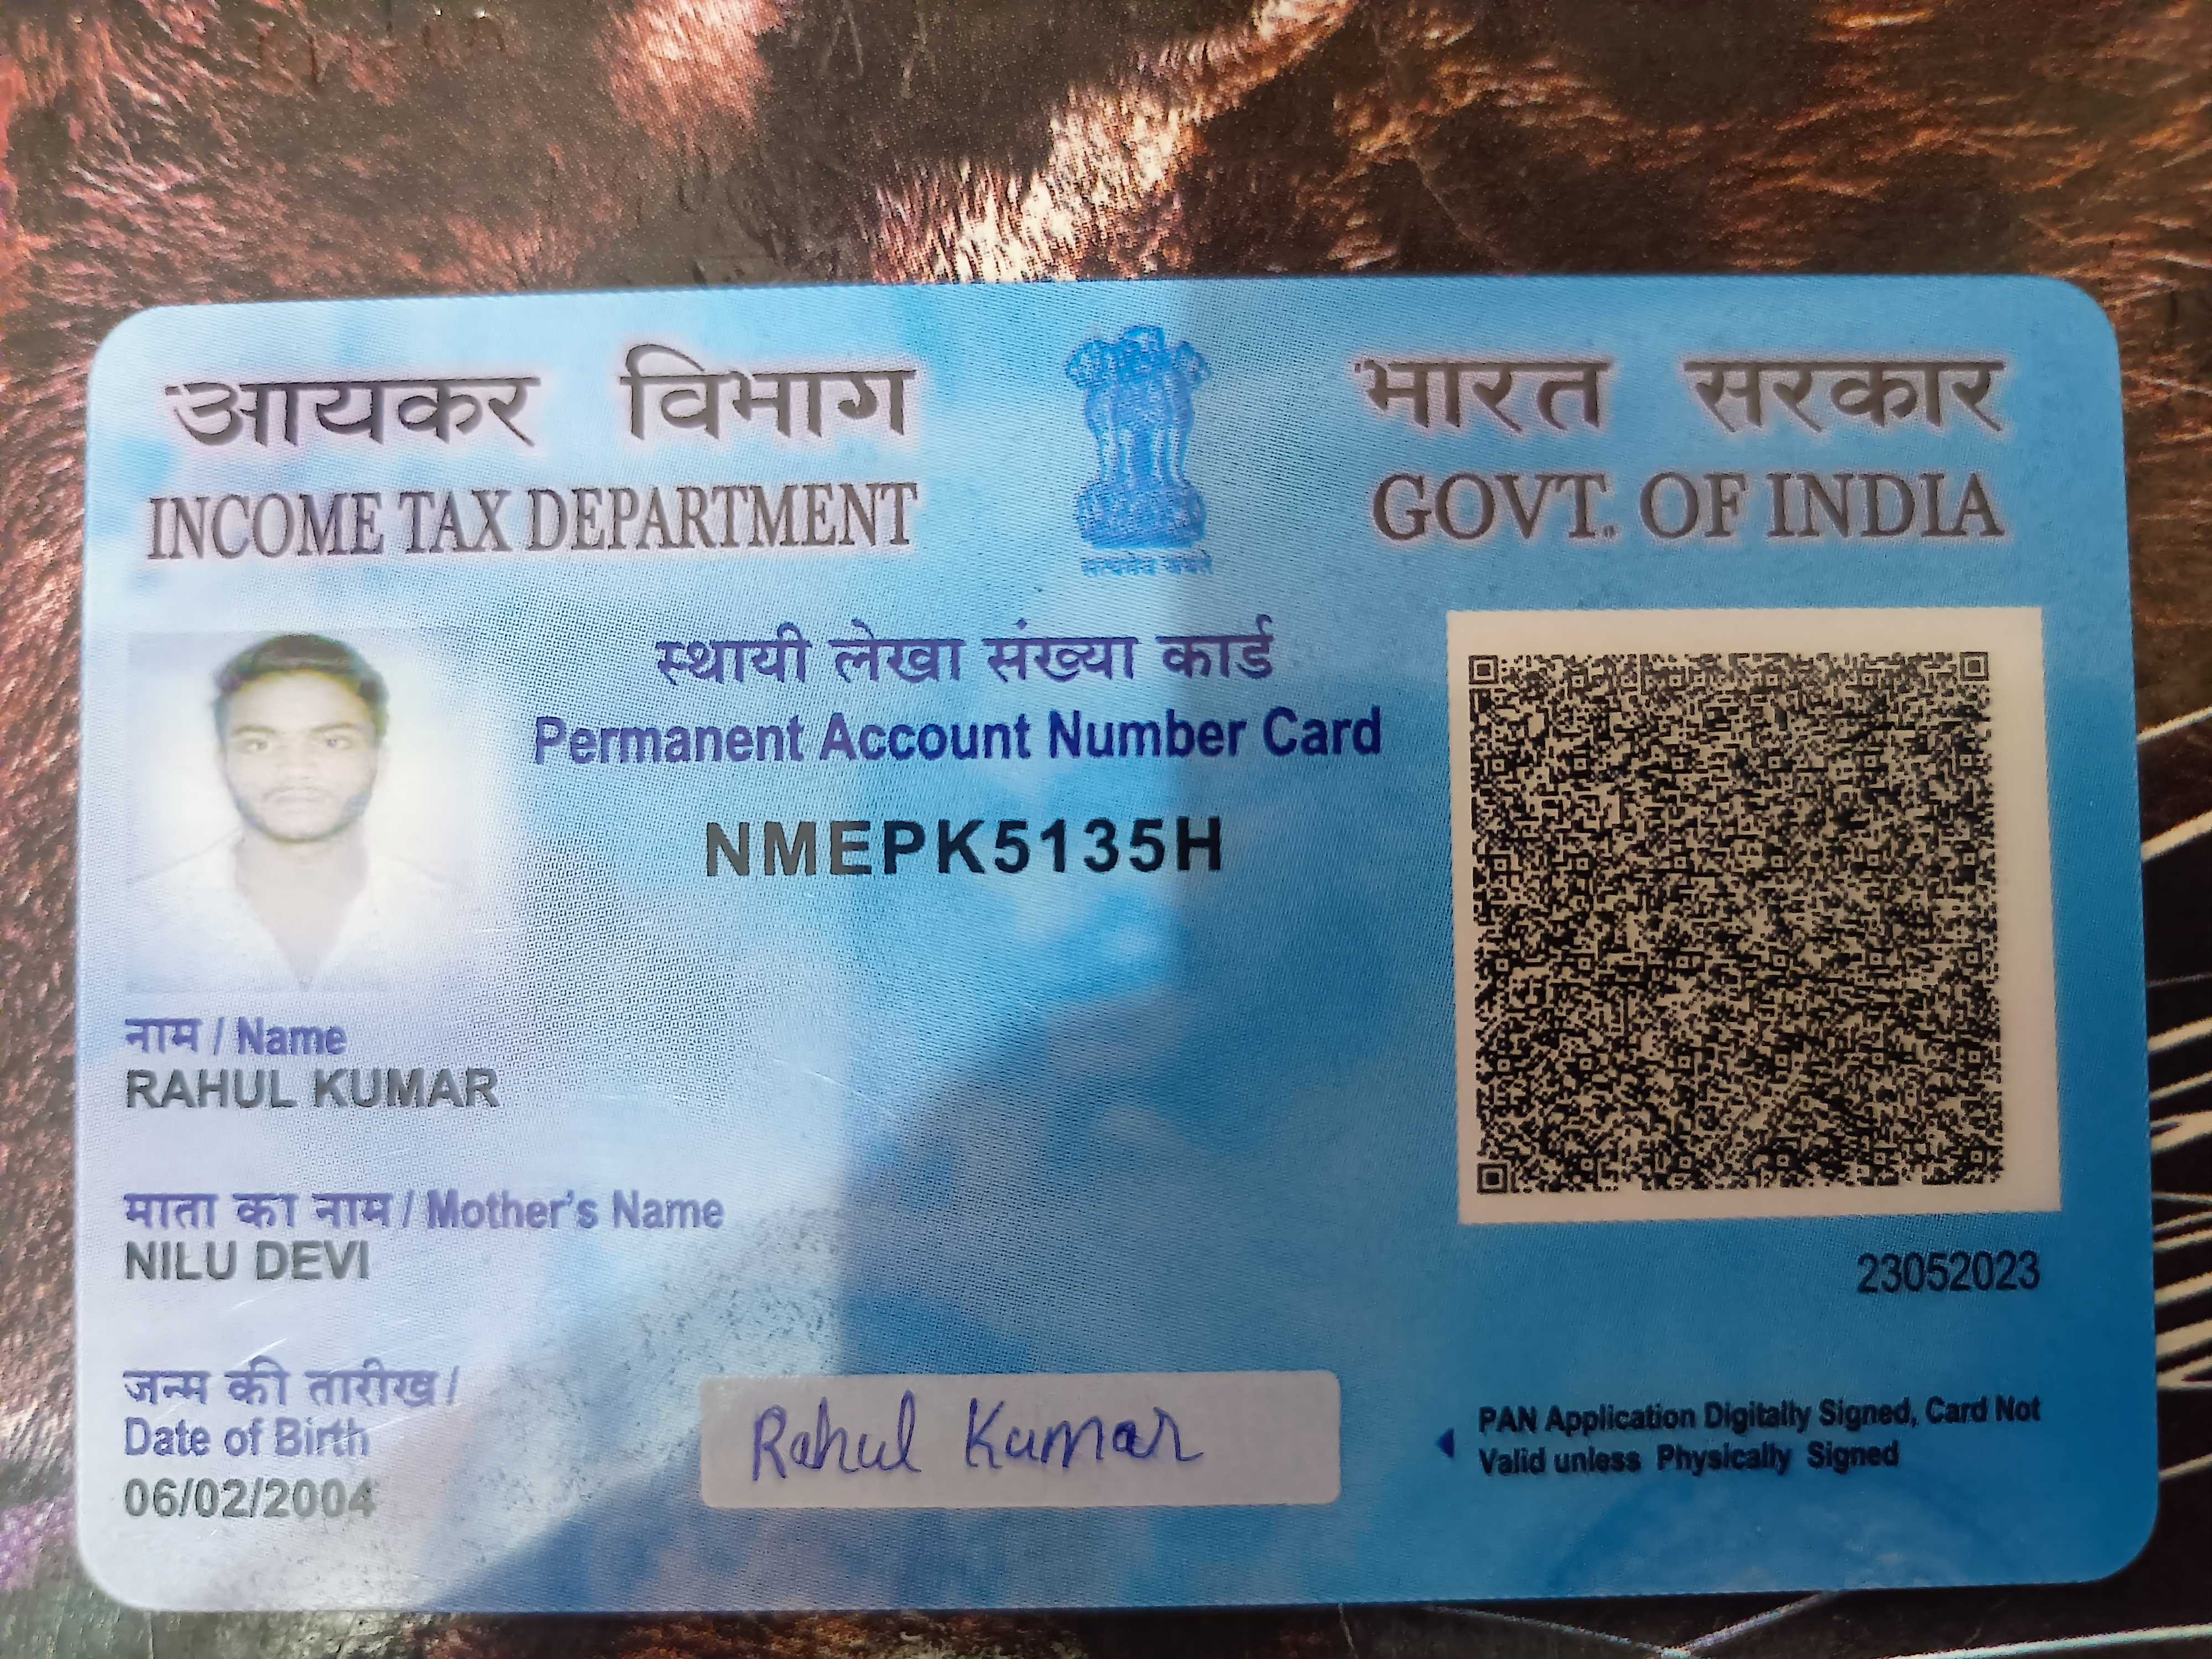 आयकर विभाग
INCOME TAX DEPARTMENT
भारत सरकार
GOVT. OF INDIA
सत्यमेव जयते
स्थायी लेखा संख्या कार्ड
Permanent Account Number Card
NMEPK5135H
नाम / Name
RAHUL KUMAR
माता का नाम / Mother's Name
NILU DEVI
23052023
जन्म की तारीख /
Date of Birth
06/02/2004
Rahul Kumar
PAN Application Digitally Signed, Card Not
Valid unless Physically Signed